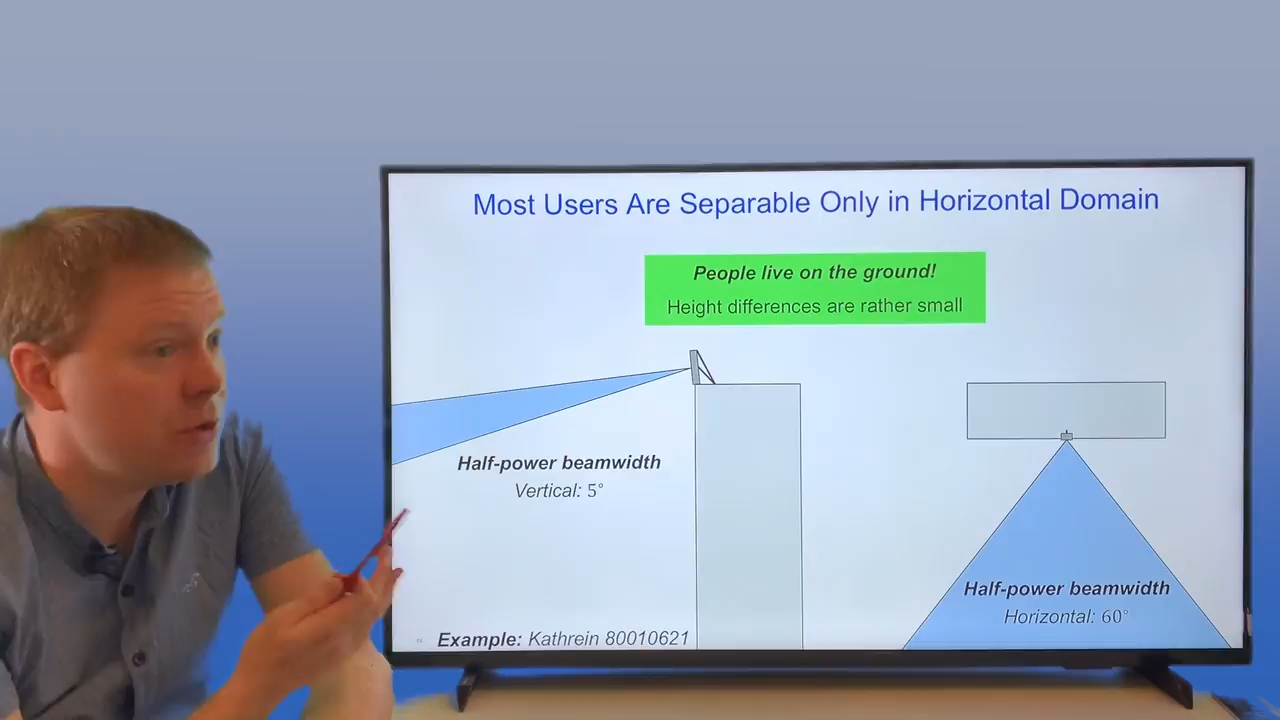 Most Users Are Separable Only in Horizontal Domain
People live on the ground!
Height differences are rather small
Half-power beamwidth
Vertical: 5°
Half-power beamwidth
Horizontal: 60°
Example: Kathrein 80010621